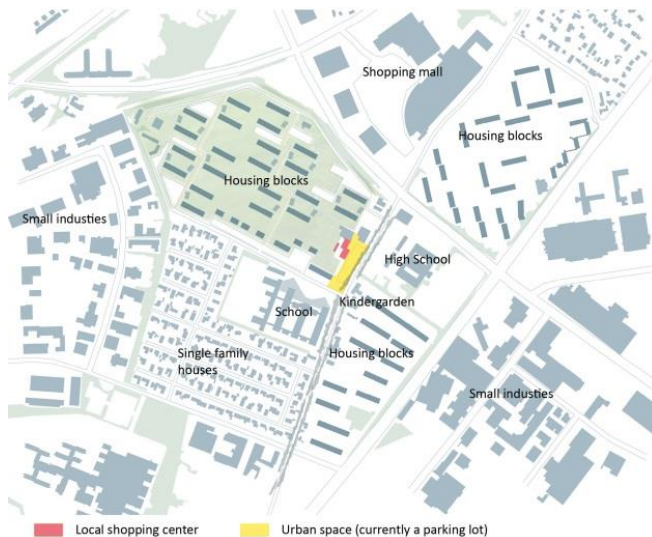 Shopping mall
Housing blocks
Housing blocks
Small industies
High School
Kindergarden
School
Housing blocks
Single family
houses
Small industies
Local shopping center
Urban space (currently a parking lot)